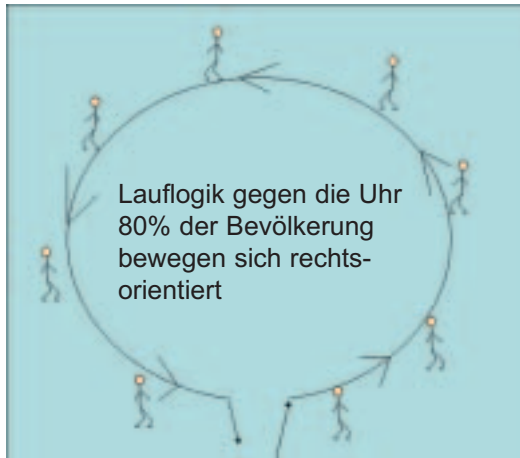 Lauflogik gegen die Uhr
80% der Bevölkerung
bewegen sich rechts-
orientiert